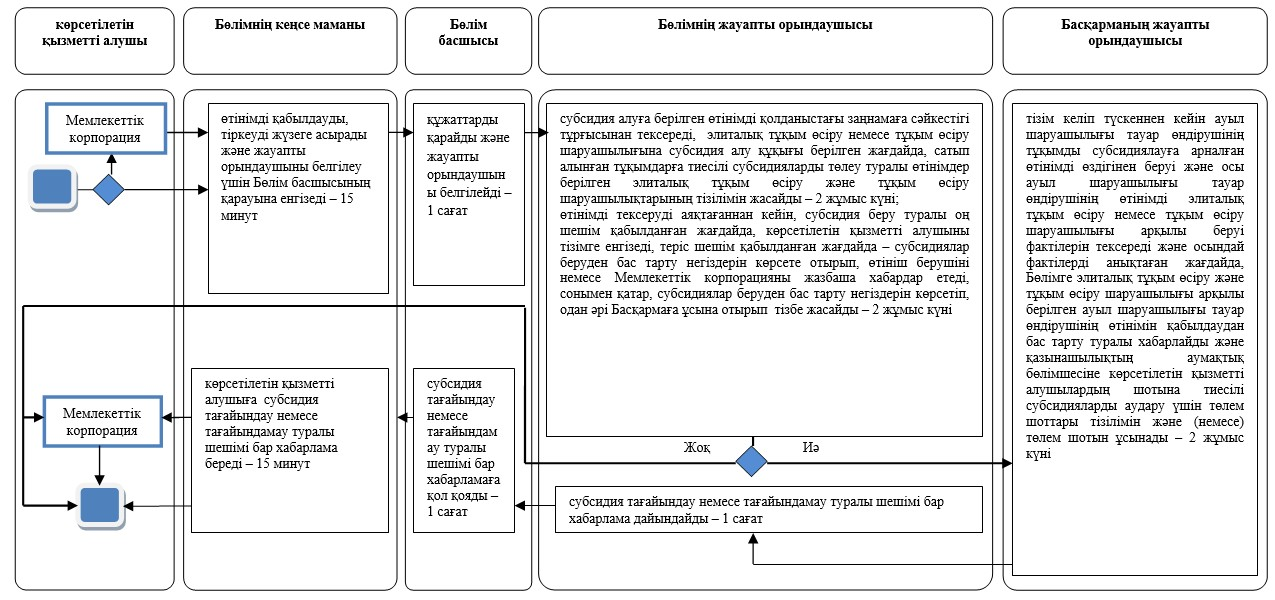 көрсетілетін
қызметті алушы
Бөлімнің кеңсе маманы
Бөлім
басшысы
Бөлімнің жауапты орындаушысы
Басқарманың жауапты
орындаушысы
Мемлекеттік
корпорация
өтінімді қабылдауды,
тіркеуді жүзеге асырады
және жауапты
орындаушыны белгілеу
үшін Бөлім басшысының
қарауына енгізеді – 15
минут
құжаттарды
қарайды және
жауапты
орындаушын
ы белгілейді –
1 сағат
субсидия алуға берілген өтінімді қолданыстағы заңнамаға сәйкестігі
тұрғысынан тексереді, элиталық тұқым өсіру немесе тұқым өсіру
шаруашылығына субсидия алу құқығы берілген жағдайда, сатып
алынған тұқымдарға тиесілі субсидияларды төлеу туралы өтінімдер
берілген элиталық тұқым өсіру және тұқым өсіру
шаруашылықтарының тізілімін жасайды – 2 жұмыс күні;
өтінімді тексеруді аяқтағаннан кейін, субсидия беру туралы оң
шешім қабылданған жағдайда, көрсетілетін қызметті алушыны
тізімге енгізеді, теріс шешім қабылданған жағдайда – субсидиялар
беруден бас тарту негіздерін көрсете отырып, өтініш берушіні
немесе Мемлекеттік корпорацияны жазбаша хабардар етеді,
сонымен қатар, субсидиялар беруден бас тарту негіздерін көрсетіп,
одан әрі Басқармаға ұсына отырып тізбе жасайды – 2 жұмыс күні
тізім келіп түскеннен кейін ауыл
шаруашылығы тауар өндірушінің
тұқымды субсидиялауға арналған
өтінімді өздігінен беруі және осы
ауыл шаруашылығы тауар
өндірушінің өтінімді элиталық
тұқым өсіру немесе тұқым өсіру
шаруашылығы арқылы беруі
фактілерін тексереді және осындай
фактілерді анықтаған жағдайда,
Бөлімге элиталық тұқым өсіру және
тұқым өсіру шаруашылығы арқылы
берілген ауыл шаруашылығы тауар
өндірушінің өтінімін қабылдаудан
бас тарту туралы хабарлайды және
қазынашылықтың аумақтық
бөлімшесіне көрсетілетін қызметті
алушылардың шотына тиесілі
субсидияларды аудару үшін төлем
шоттары тізілімін және (немесе)
төлем шотын ұсынады – 2 жұмыс
күні
Мемлекеттік
корпорация
көрсетілетін қызметті
алушыға субсидия
тағайындау немесе
тағайындамау туралы
шешімі бар хабарлама
береді – 15 минут
субсидия
тағайындау
немесе
тағайындам
ау туралы
шешімі бар
хабарламаға
қол қояды –
1 сағат
Жоқ Иә
субсидия тағайындау немесе тағайындамау туралы шешімі бар
хабарлама дайындайды – 1 сағат